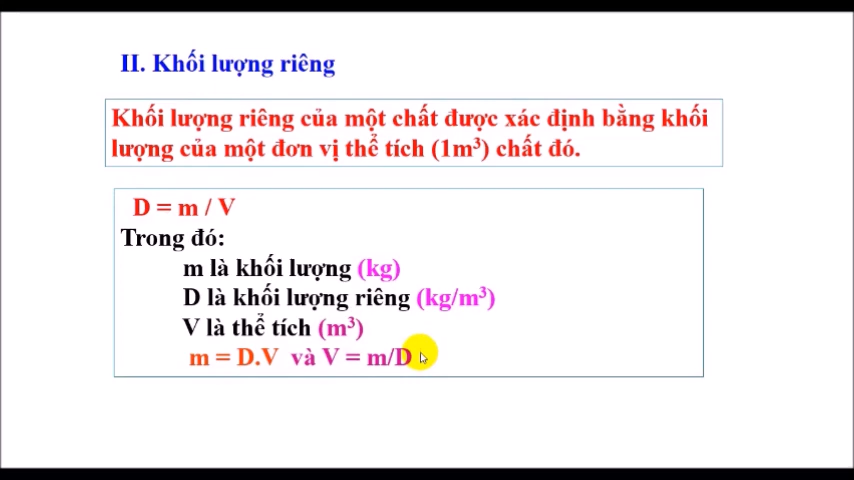 II. Khối lượng riêng
Khối lượng riêng của một chất được xác định bằng khối
lượng của một đơn vị thể tích (1m³) chất đó.
D = m / V
Trong đó:
m là khối lượng (kg)
D là khối lượng riêng (kg/m³)
V là thể tích (m³)
m = D.V và V = m/D